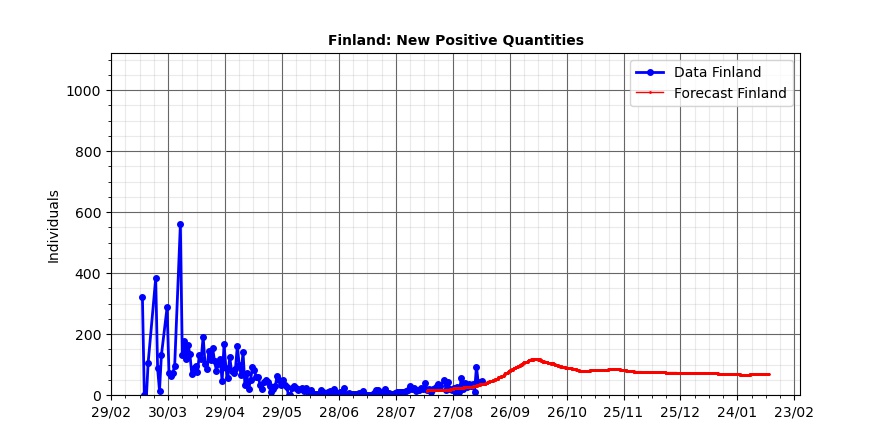 Finland: New Positive Quantities
Data Finland
Forecast Finland
Individuals
1000
800
600
400
200
0
29/02 30/03 29/04 29/05 28/06 28/07 27/08 26/09 26/10 25/11 25/12 24/01 23/02